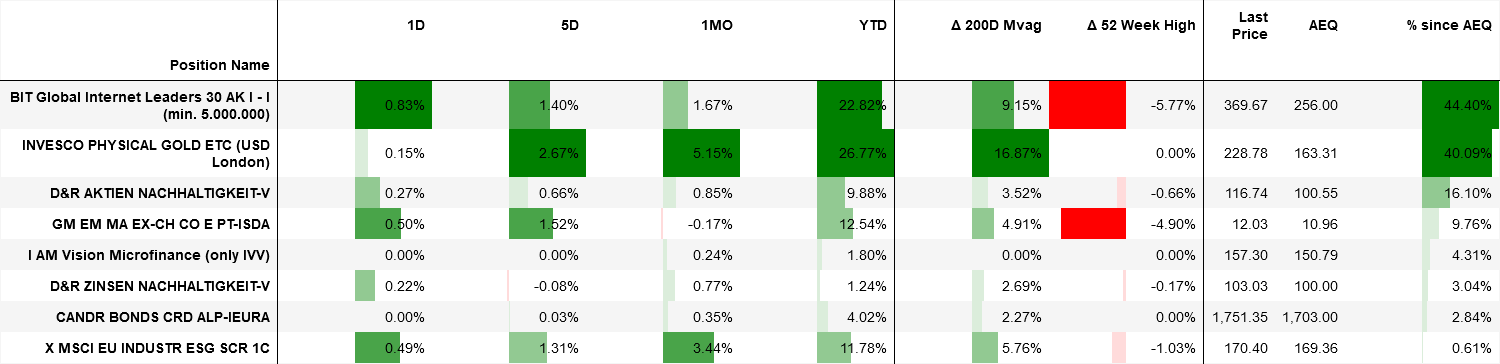 Position Name 1D 5D 1MO YTD Δ 200D Mvag Δ 52 Week High Last Price AEQ % since AEQ
BIT Global Internet Leaders 30 AK I - I (min. 5.000.000) 0.83% 1.40% 1.67% 22.82% 9.15% -5.77% 369.67 256.00 44.40%
INVESCO PHYSICAL GOLD ETC (USD London) 0.15% 2.67% 5.15% 26.77% 16.87% 0.00% 228.78 163.31 40.09%
D&R AKTIEN NACHHALTIGKEIT-V 0.27% 0.66% 0.85% 9.88% 3.52% -0.66% 116.74 100.55 16.10%
GM EM MA EX-CH CO E PT-ISDA 0.50% 1.52% -0.17% 12.54% 4.91% -4.90% 12.03 10.96 9.76%
I AM Vision Microfinance (only IVV) 0.00% 0.00% 0.24% 1.80% 0.00% 0.00% 157.30 150.79 4.31%
D&R ZINSEN NACHHALTIGKEIT-V 0.22% -0.08% 0.77% 1.24% 2.69% -0.17% 103.03 100.00 3.04%
CANDR BONDS CRD ALP-IEURA 0.00% 0.03% 0.35% 4.02% 2.27% 0.00% 1,751.35 1,703.00 2.84%
X MSCI EU INDUSTR ESG SCR 1C 0.49% 1.31% 3.44% 11.78% 5.76% -1.03% 170.40 169.36 0.61%